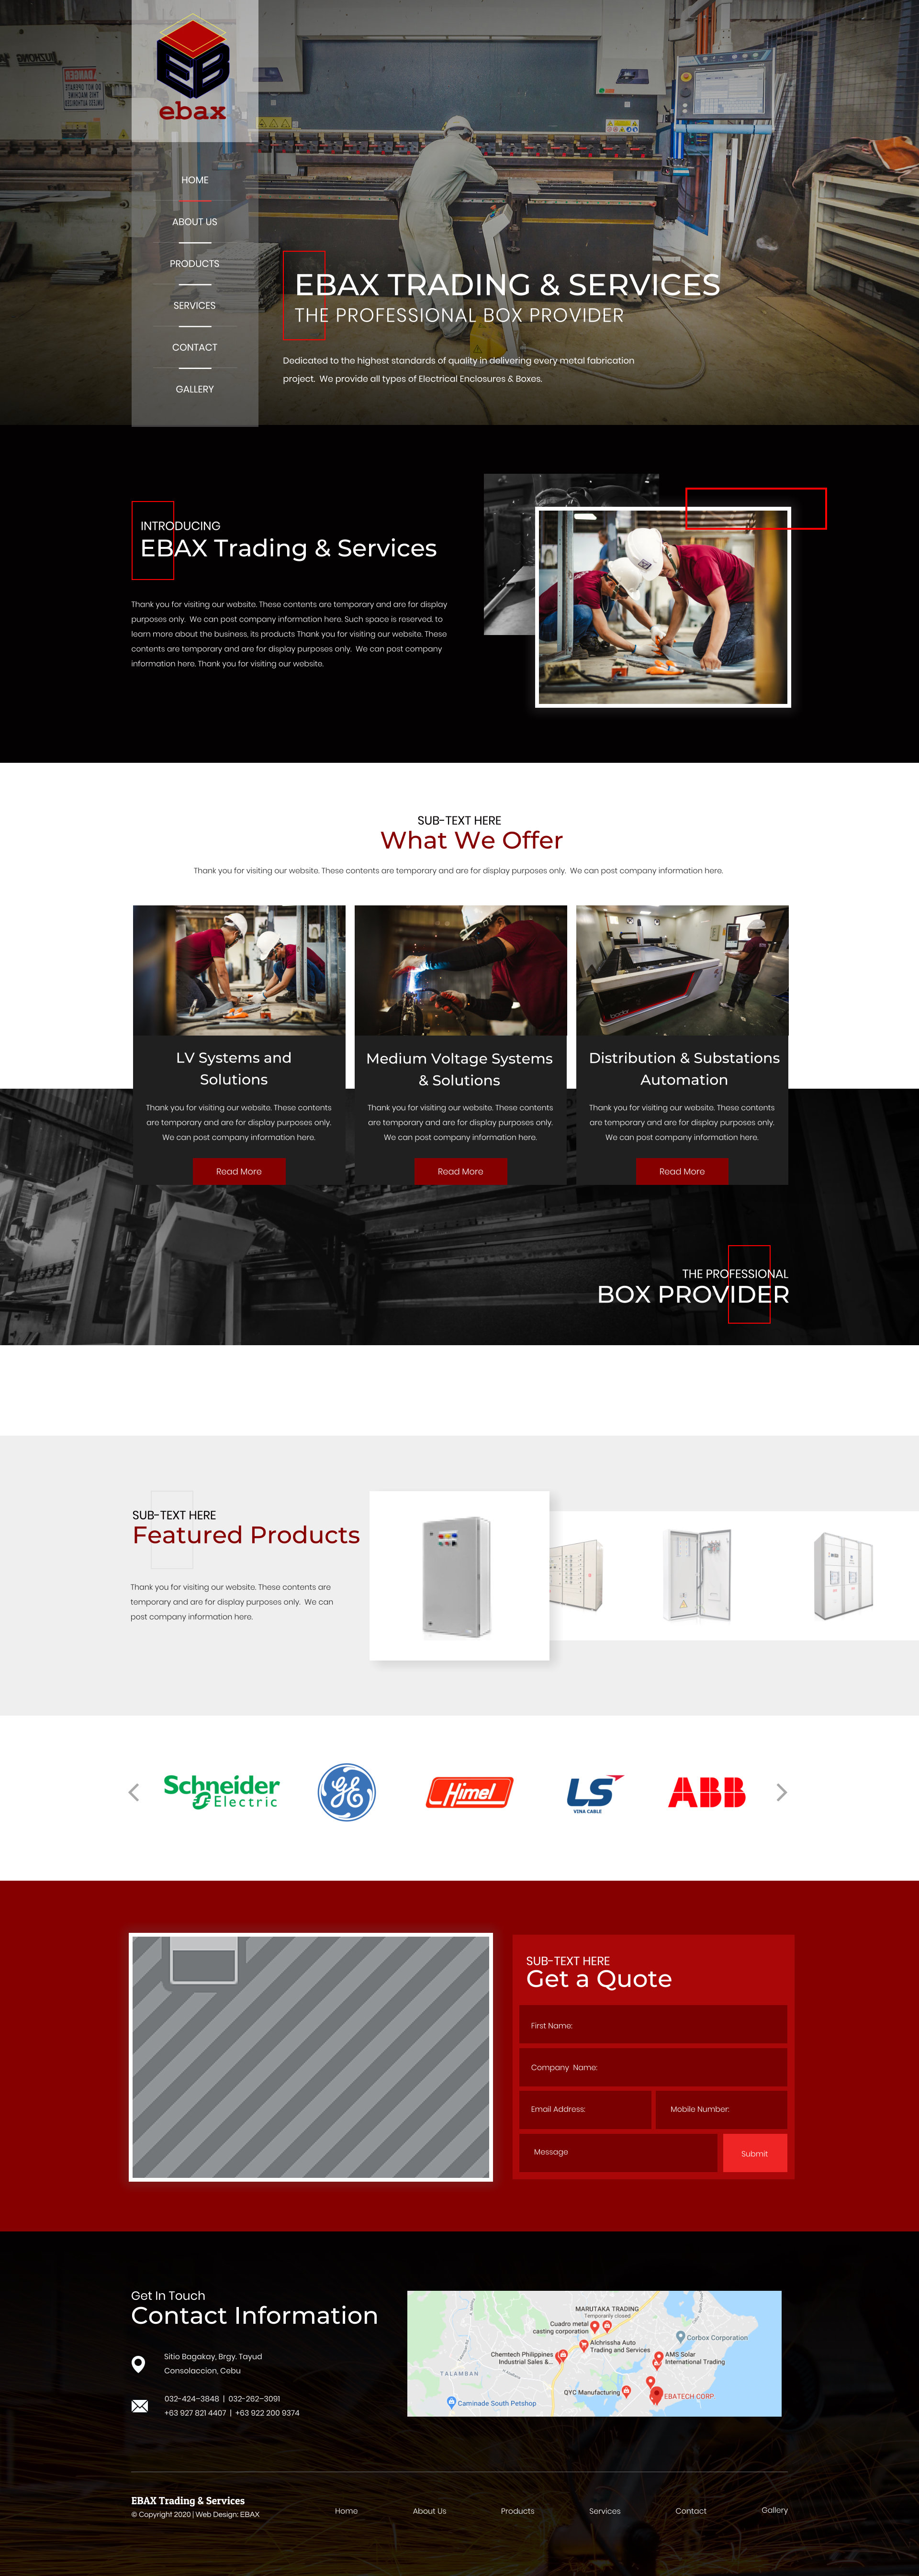 DANGER
EB
ebax
HOME
ABOUT US
PRODUCTS
SERVICES
CONTACT
GALLERY
EBAX TRADING & SERVICES
THE PROFESSIONAL BOX PROVIDER
Dedicated to the highest standards of quality in delivering every metal fabrication
project. We provide all types of Electrical Enclosures & Boxes.
INTRODUCING
EBAX Trading & Services
Thank you for visiting our website. These contents are temporary and are for display
purposes only. We can post company information here. Such space is reserved. to
learn more about the business, its products Thank you for visiting our website. These
contents are temporary and are for display purposes only. We can post company
information here. Thank you for visiting our website.
SUB-TEXT HERE
What We Offer
Thank you for visiting our website. These contents are temporary and are for display purposes only. We can post company information here.
LV Systems and
Solutions
Thank you for visiting our website. These contents
are temporary and are for display purposes only.
We can post company information here.
Read More
Medium Voltage Systems
& Solutions
Thank you for visiting our website. These contents
are temporary and are for display purposes only.
We can post company information here.
Read More
Distribution & Substations
Automation
Thank you for visiting our website. These contents
are temporary and are for display purposes only.
We can post company information here.
Read More
THE PROFESSIONAL
BOX PROVIDER
SUB-TEXT HERE
Featured Products
Thank you for visiting our website. These contents are
temporary and are for display purposes only. We can
post company information here.
Schneider
Electric
GE
Himel
LS
VINA CABLE
ABB
SUB-TEXT HERE
Get a Quote
First Name:
Company Name:
Email Address:
Mobile Number:
Message
Submit
Get In Touch
Contact Information
Sitio Bagakay, Brgy. Tayud
Consolaccion, Cebu
032-424-3848 | 032-262-3091
+63 927 821 4407 | +63 922 200 9374
MARUTAKA TRADING
Temporarily closed
Cuadro metal
casting corporation
Corbox Corporation
Alchrissha Auto
Trading and Services
Chemtech Philippines
Industrial Sales &...
AMS Solar
International Trading
TALAMBAN
QYC Manufacturing
EBATECH CORP
Caminade South Petshop
EBAX Trading & Services
© Copyright 2020 | Web Design: EBAX
Home
About Us
Products
Services
Contact
Gallery